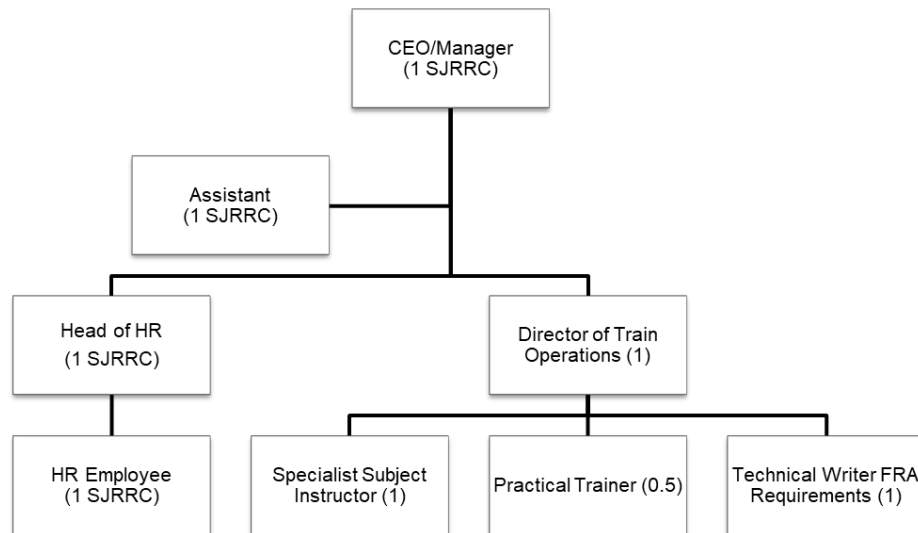 CEO/Manager
(1 SJRRC)
Assistant
(1 SJRRC)
Head of HR
(1 SJRRC)
Director of Train
Operations (1)
HR Employee
(1 SJRRC)
Specialist Subject
Instructor (1)
Practical Trainer (0.5)
Technical Writer FRA
Requirements (1)